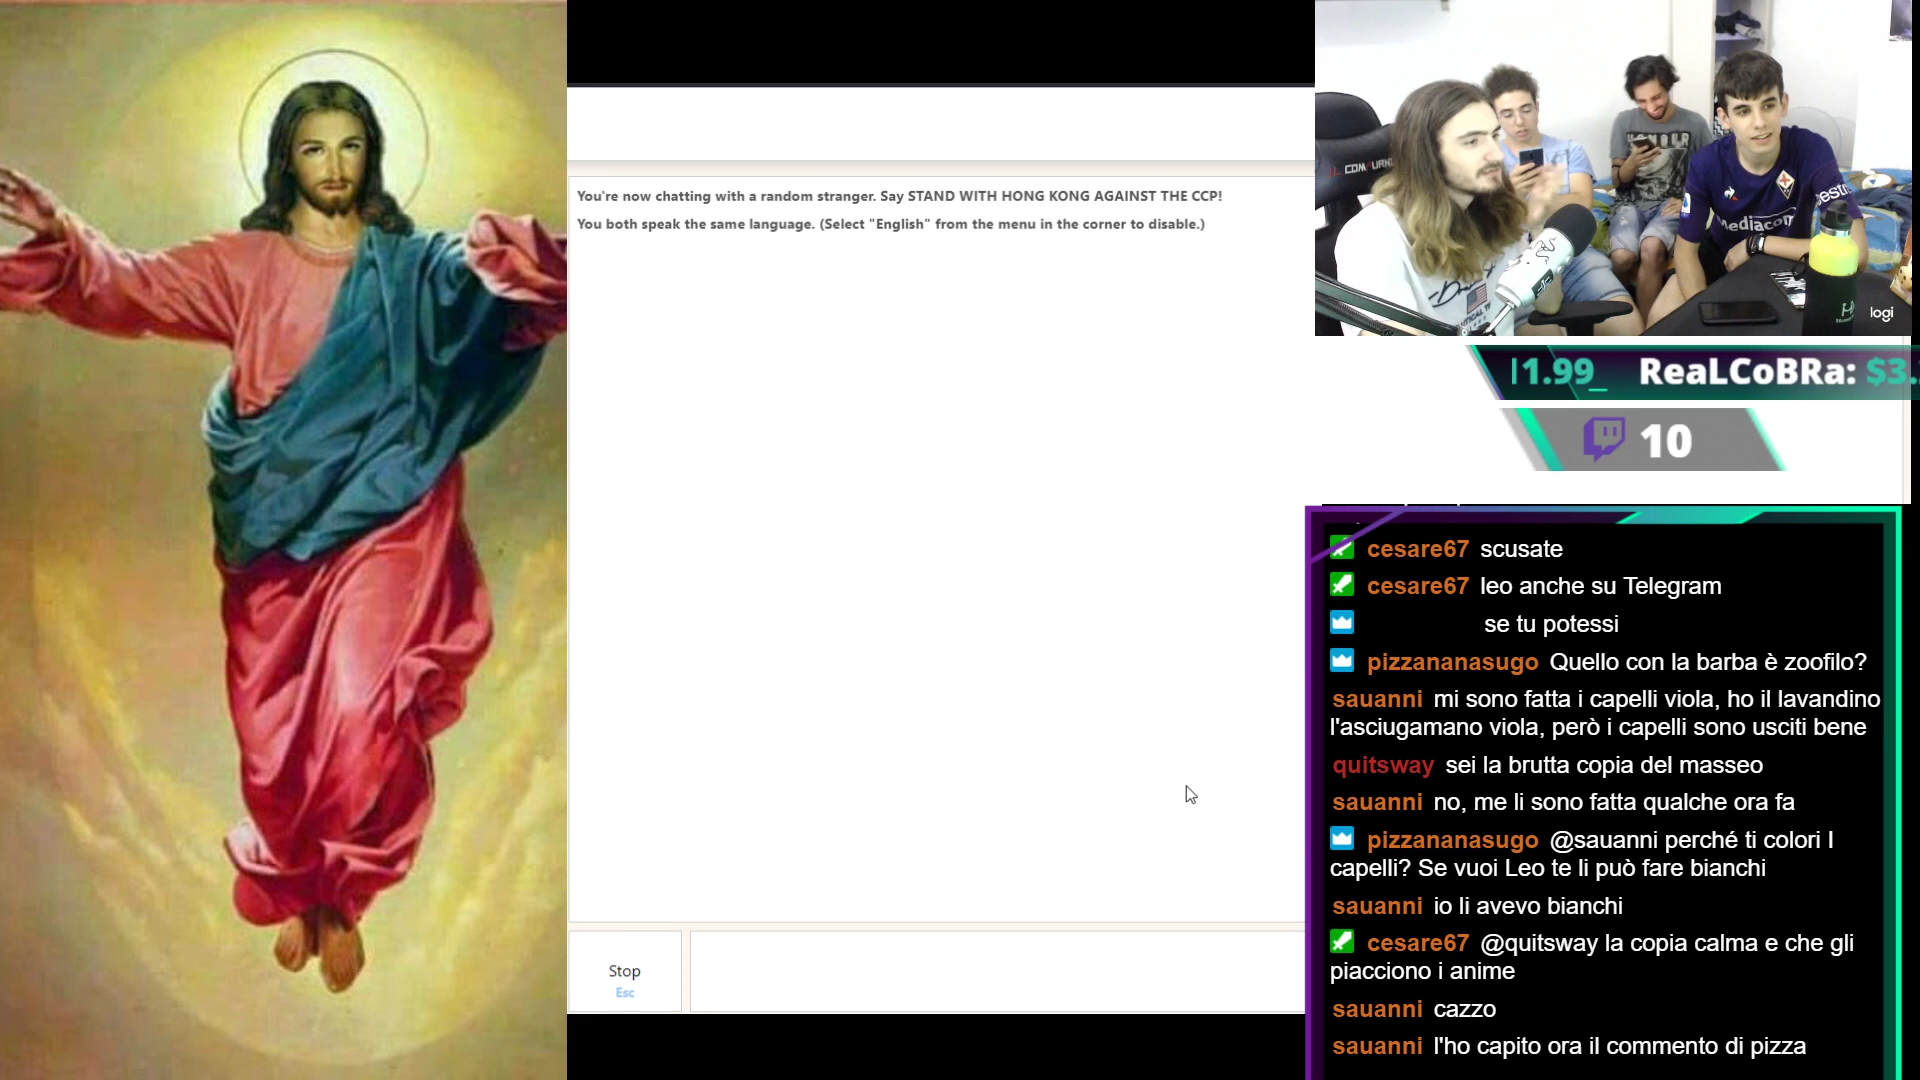 You're now chatting with a random stranger. Say STAND WITH HONG KONG AGAINST THE CCP!
You both speak the same language. (Select "English" from the menu in the corner to disable.)
Stop
Esc
HONOUR
Mediacom
logi
1.99_ ReaLCoBRa: $3.
10
cesare67 scusate
cesare67 leo anche su Telegram
se tu potessi
pizzananasugo Quello con la barba è zoofilo?
sauanni mi sono fatta i capelli viola, ho il lavandino
l'asciugamano viola, però i capelli sono usciti bene
quitsway sei la brutta copia del masseo
sauanni no, me li sono fatta qualche ora fa
pizzananasugo @sauanni perché ti colori I
capelli? Se vuoi Leo te li può fare bianchi
sauanni io li avevo bianchi
cesare67 @quitsway la copia calma e che gli
piacciono i anime
sauanni cazzo
sauanni l'ho capito ora il commento di pizza